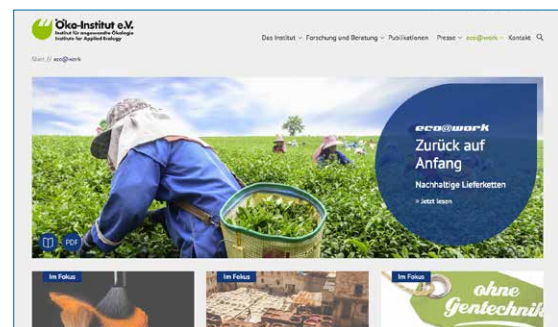 Öko-Institut e.V.
Institut für angewandte Ökologie
Institute for Applied Ecology
Das Institut Forschung und Beratung Publikationen Presse eco@work Kontakt
Start // eco@work
eco@work
Zurück auf
Anfang
Nachhaltige Lieferketten
» Jetzt lesen
PDF
Im Fokus Im Fokus Im Fokus
ohne
Gentechnik